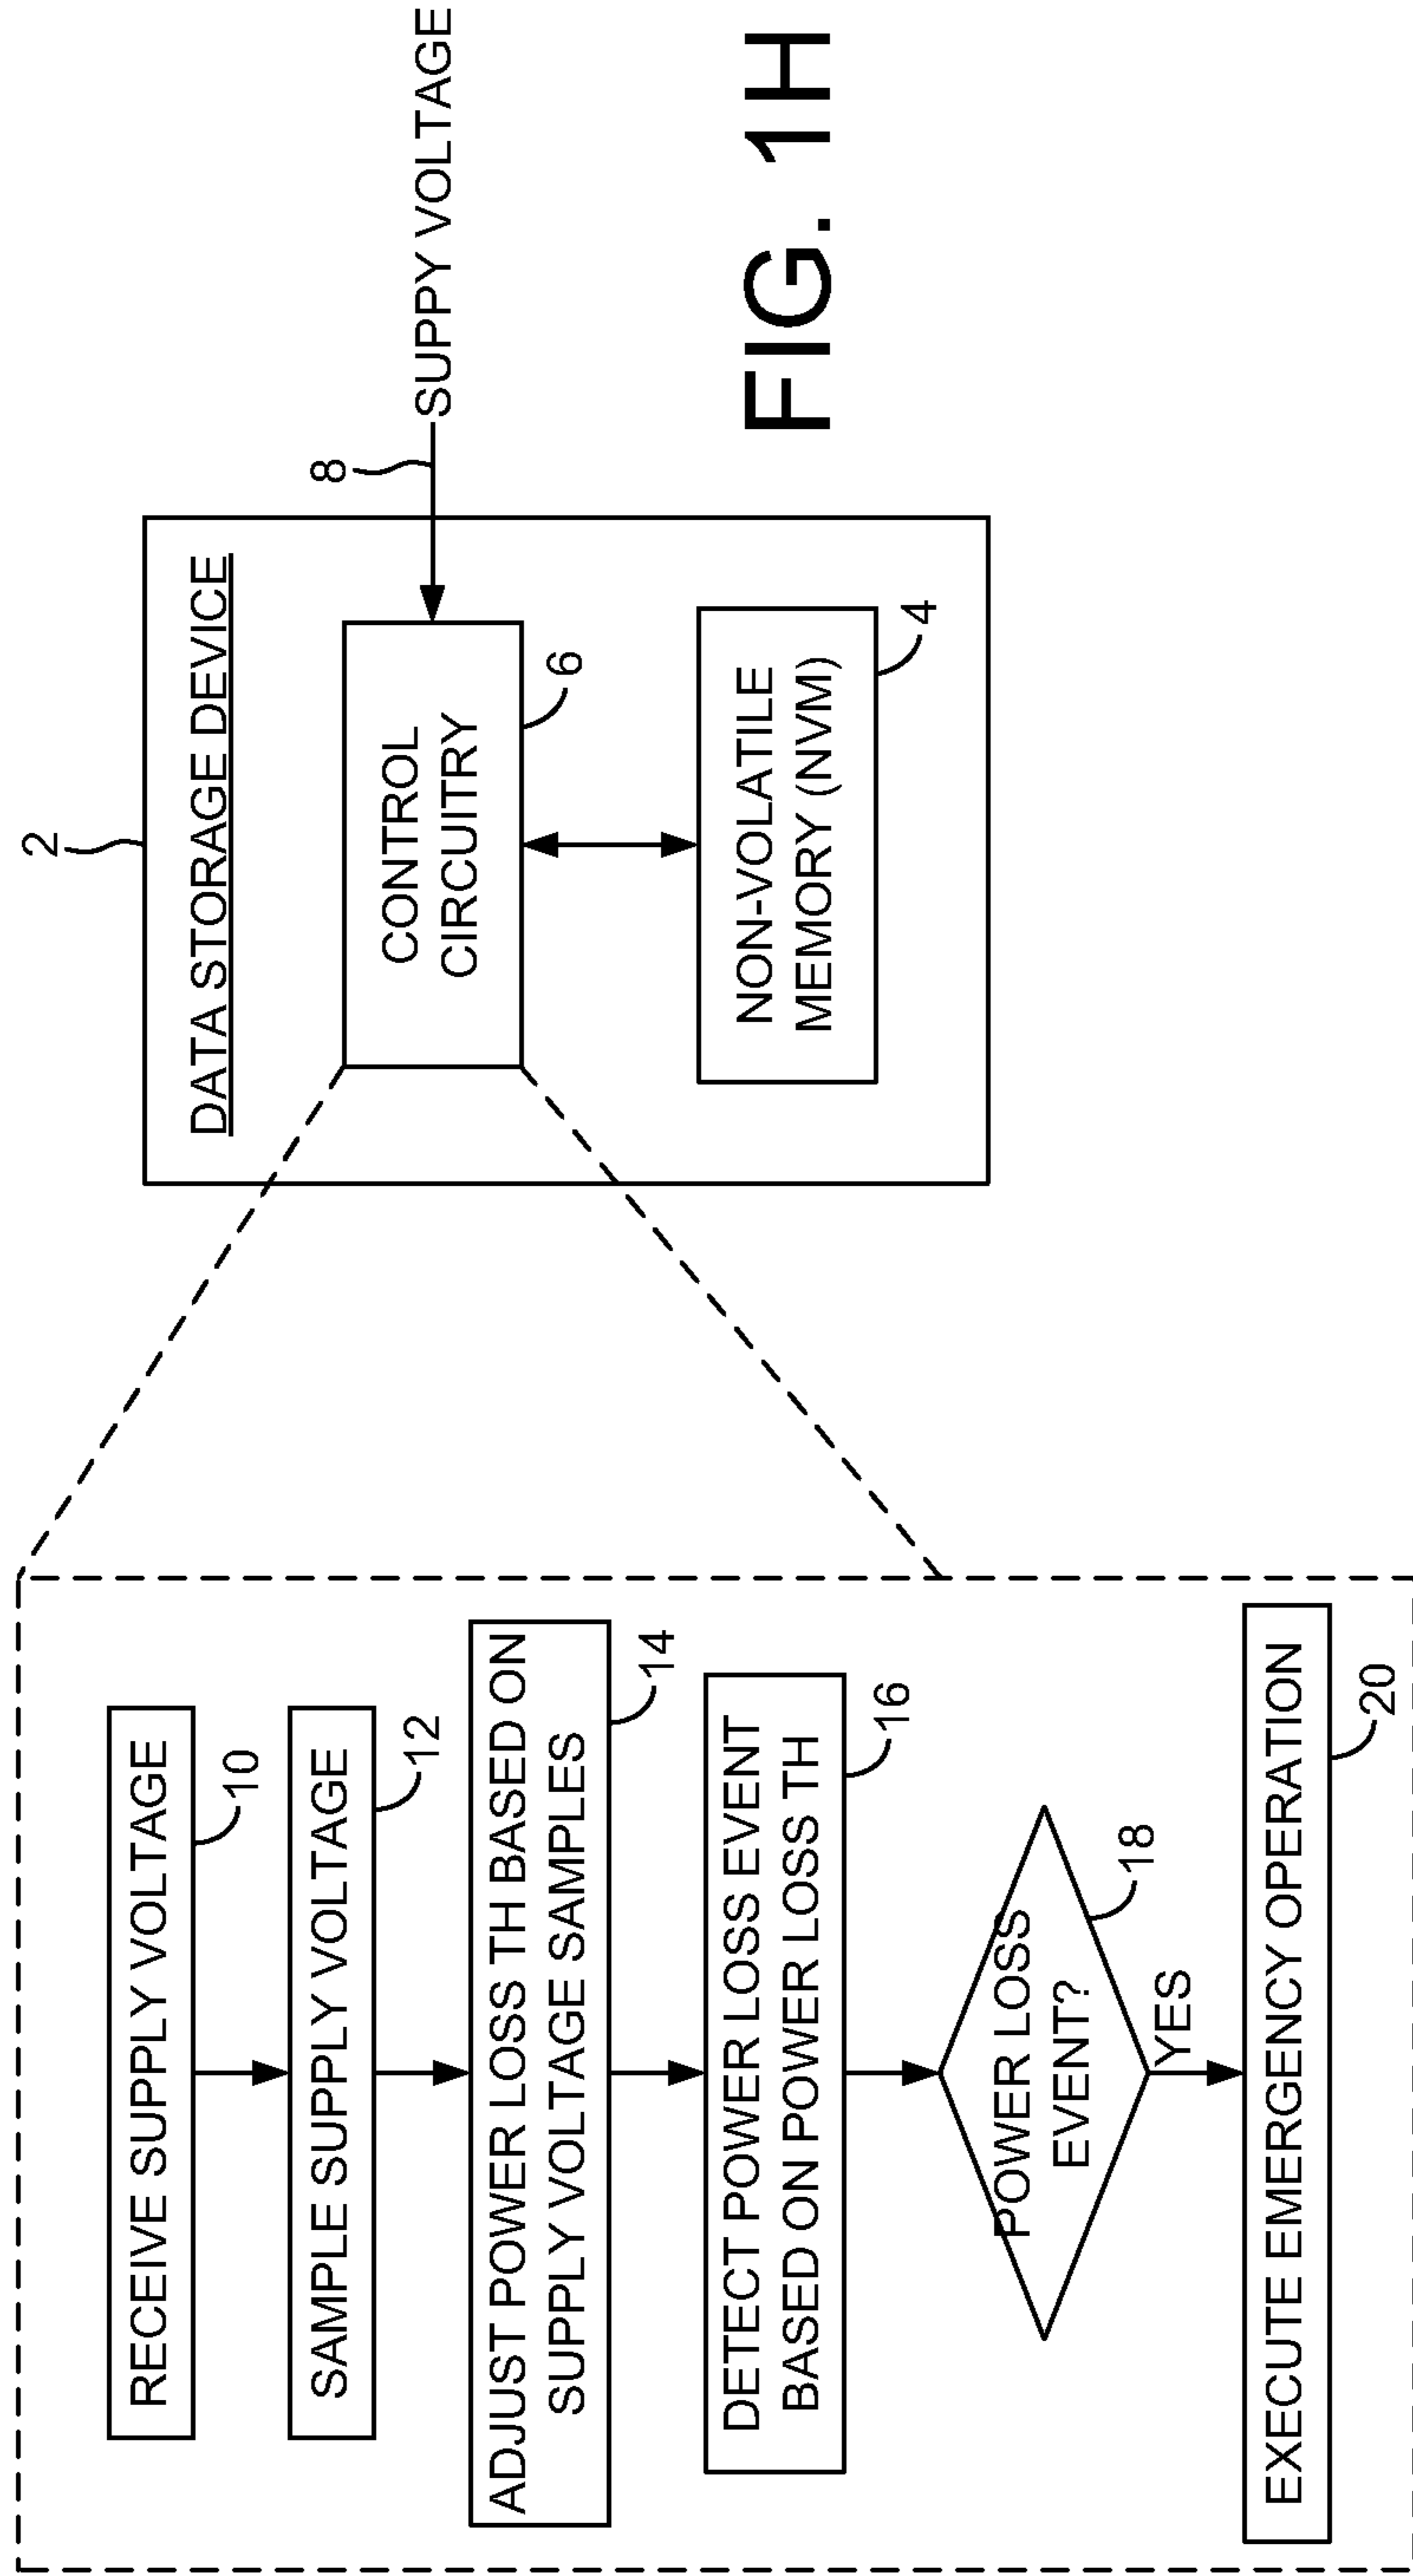 RECEIVE SUPPLY VOLTAGE
10
SAMPLE SUPPLY VOLTAGE
12
ADJUST POWER LOSS TH BASED ON
SUPPLY VOLTAGE SAMPLES
14
DETECT POWER LOSS EVENT
BASED ON POWER LOSS TH
16
POWER LOSS
EVENT?
18
YES
EXECUTE EMERGENCY OPERATION
20
2
DATA STORAGE DEVICE
CONTROL
CIRCUITRY
6
8
SUPPY VOLTAGE
NON-VOLATILE
MEMORY (NVM)
4
FIG. 1H